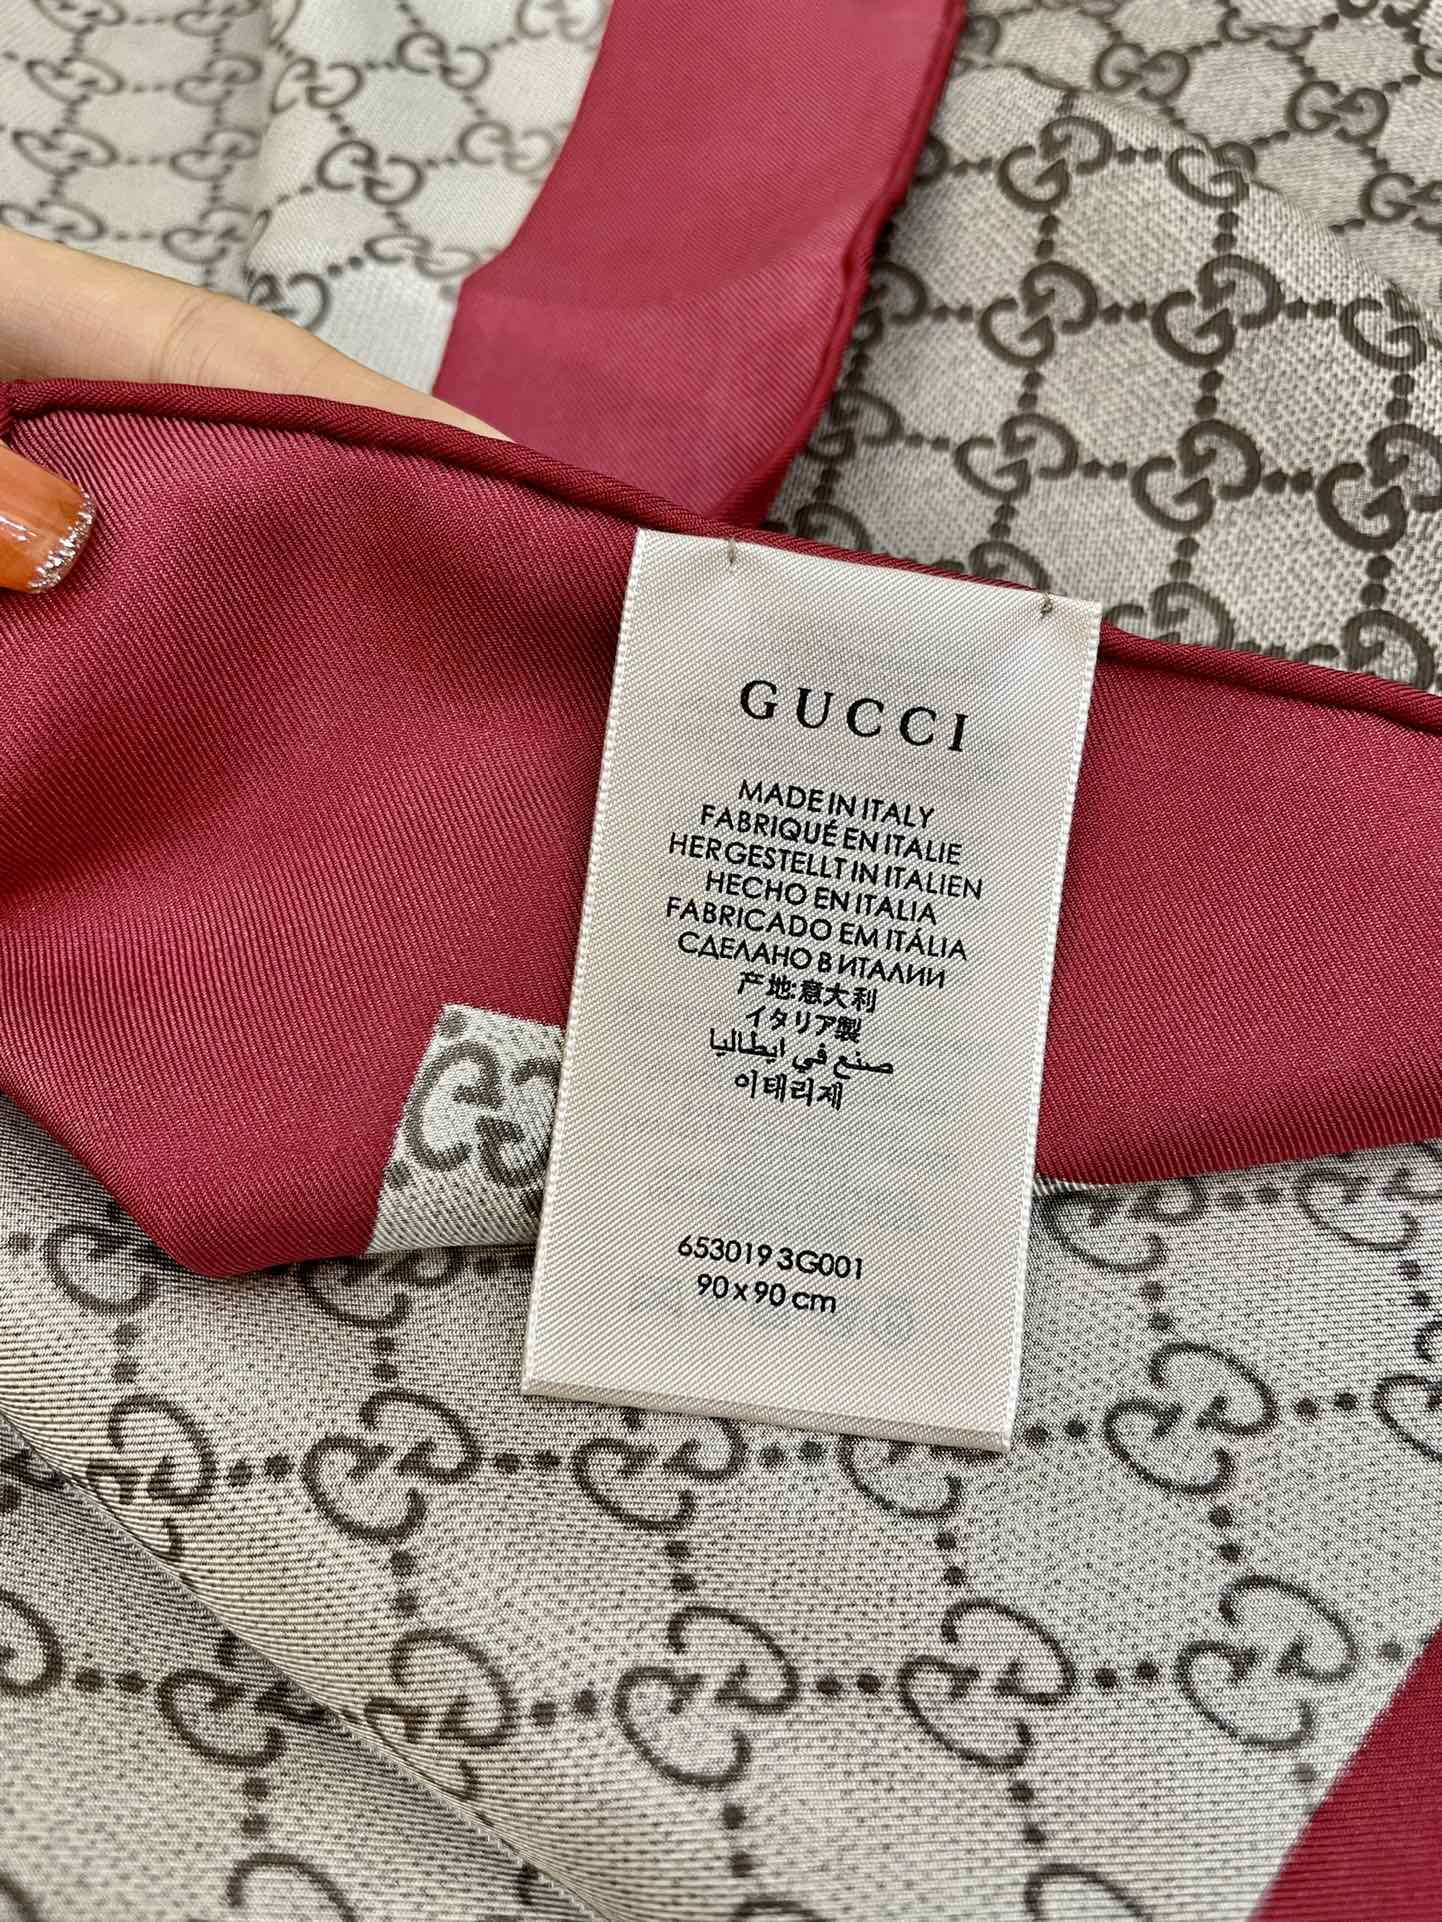 GUCCI
MADE IN ITALY
FABRIQUÉ EN ITALIE
HERGESTELLT IN ITALIEN
HECHO EN ITALIA
FABRICADO EM ITÁLIA
СДЕЛАНО В ИТАЛИИ
产地:意大利
イタリア製
صنع في ايطاليا
이태리제
653019 3G001
90 x 90 cm